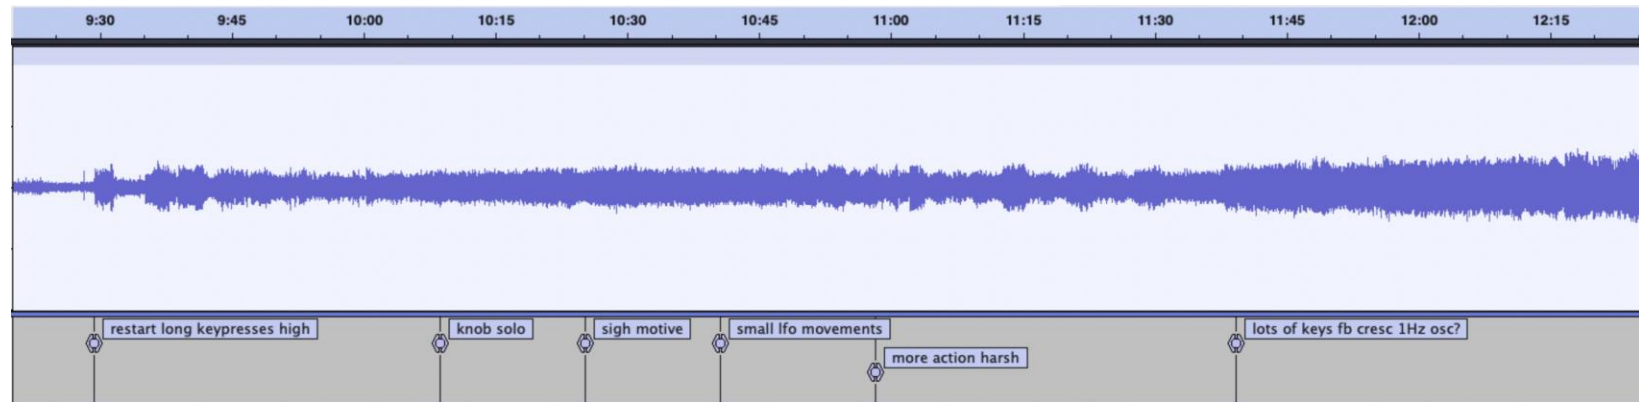 9:30 9:45 10:00 10:15 10:30 10:45 11:00 11:15 11:30 11:45 12:00 12:15
restart long keypresses high knob solo sigh motive small lfo movements lots of keys fb cresc 1Hz osc?
more action harsh